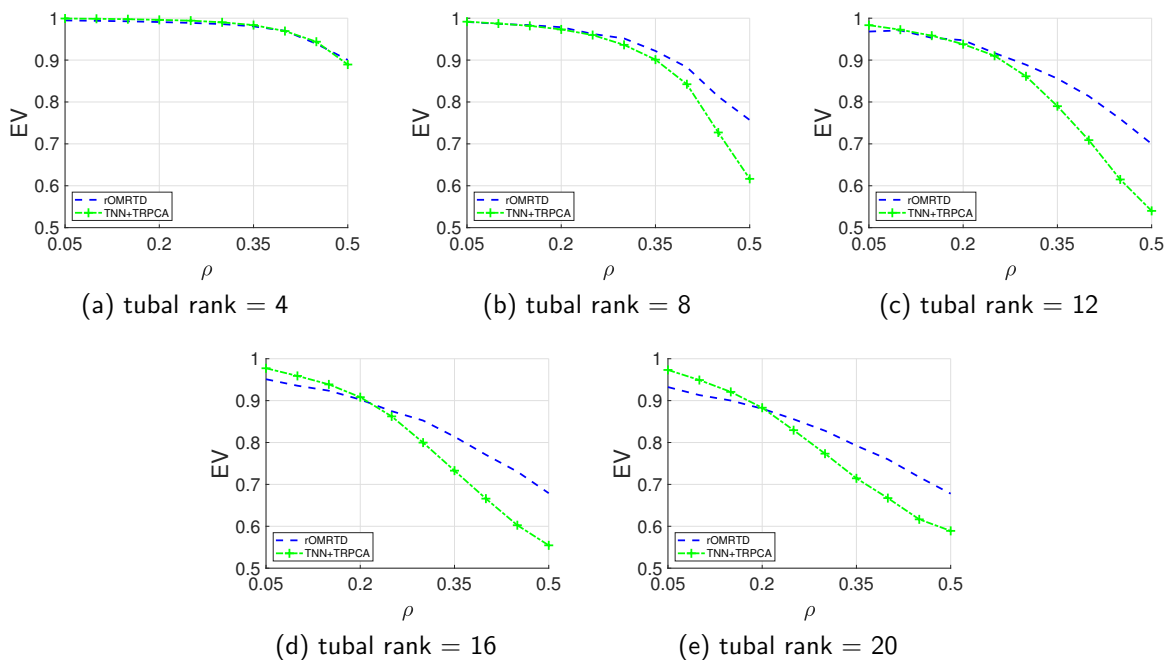 1
0.9
0.8
0.7
0.6
0.5
EV
rOMRTD
TNN+TRPCA
0.05 0.2 0.35 0.5
ρ
(a) tubal rank = 4
1
0.9
0.8
0.7
0.6
0.5
EV
rOMRTD
TNN+TRPCA
0.05 0.2 0.35 0.5
ρ
(b) tubal rank = 8
1
0.9
0.8
0.7
0.6
0.5
EV
rOMRTD
TNN+TRPCA
0.05 0.2 0.35 0.5
ρ
(c) tubal rank = 12
1
0.9
0.8
0.7
0.6
0.5
EV
rOMRTD
TNN+TRPCA
0.05 0.2 0.35 0.5
ρ
(d) tubal rank = 16
1
0.9
0.8
0.7
0.6
0.5
EV
rOMRTD
TNN+TRPCA
0.05 0.2 0.35 0.5
ρ
(e) tubal rank = 20